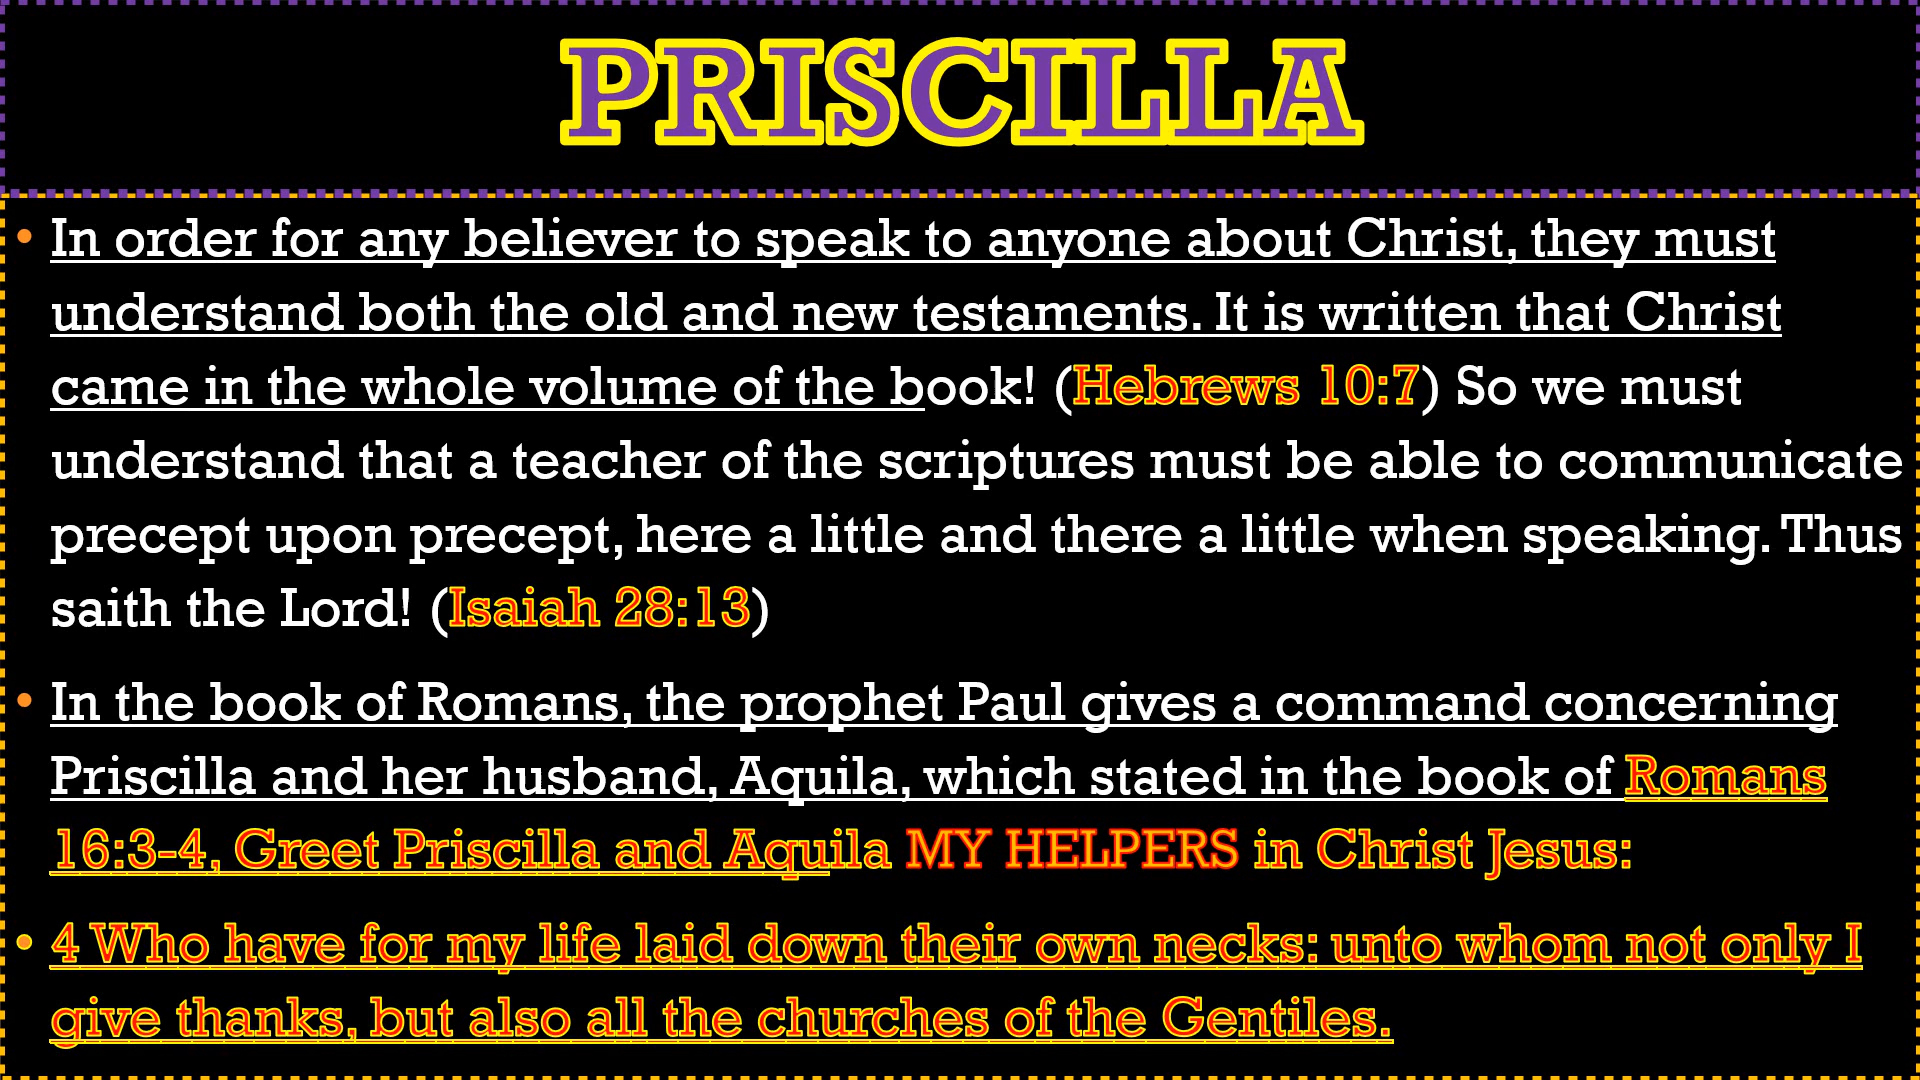 PRISCILLA
• In order for any believer to speak to anyone about Christ, they must
understand both the old and new testaments. It is written that Christ
came in the whole volume of the book! (Hebrews 10:7) So we must
understand that a teacher of the scriptures must be able to communicate
precept upon precept, here a little and there a little when speaking. Thus
saith the Lord! (Isaiah 28:13)
• In the book of Romans, the prophet Paul gives a command concerning
Priscilla and her husband, Aquila, which stated in the book of Romans
16:3-4, Greet Priscilla and Aquila MY HELPERS in Christ Jesus:
• 4 Who have for my life laid down their own necks: unto whom not only I
give thanks, but also all the churches of the Gentiles.